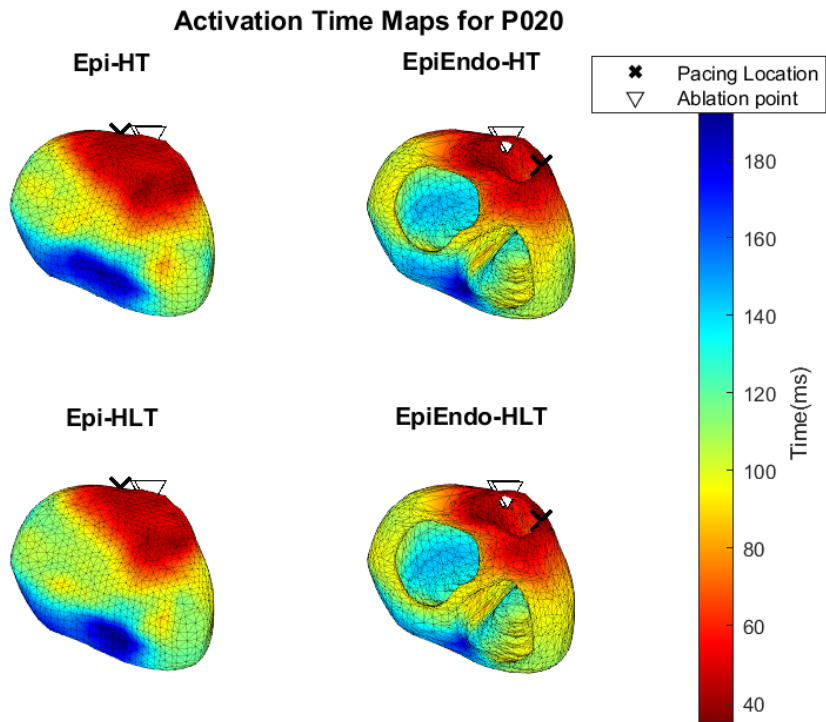 Activation Time Maps for P020
Epi-HT
EpiEndo-HT
Pacing Location
Ablation point
Epi-HLT
EpiEndo-HLT
180
160
140
120
100
80
60
40
Time(ms)